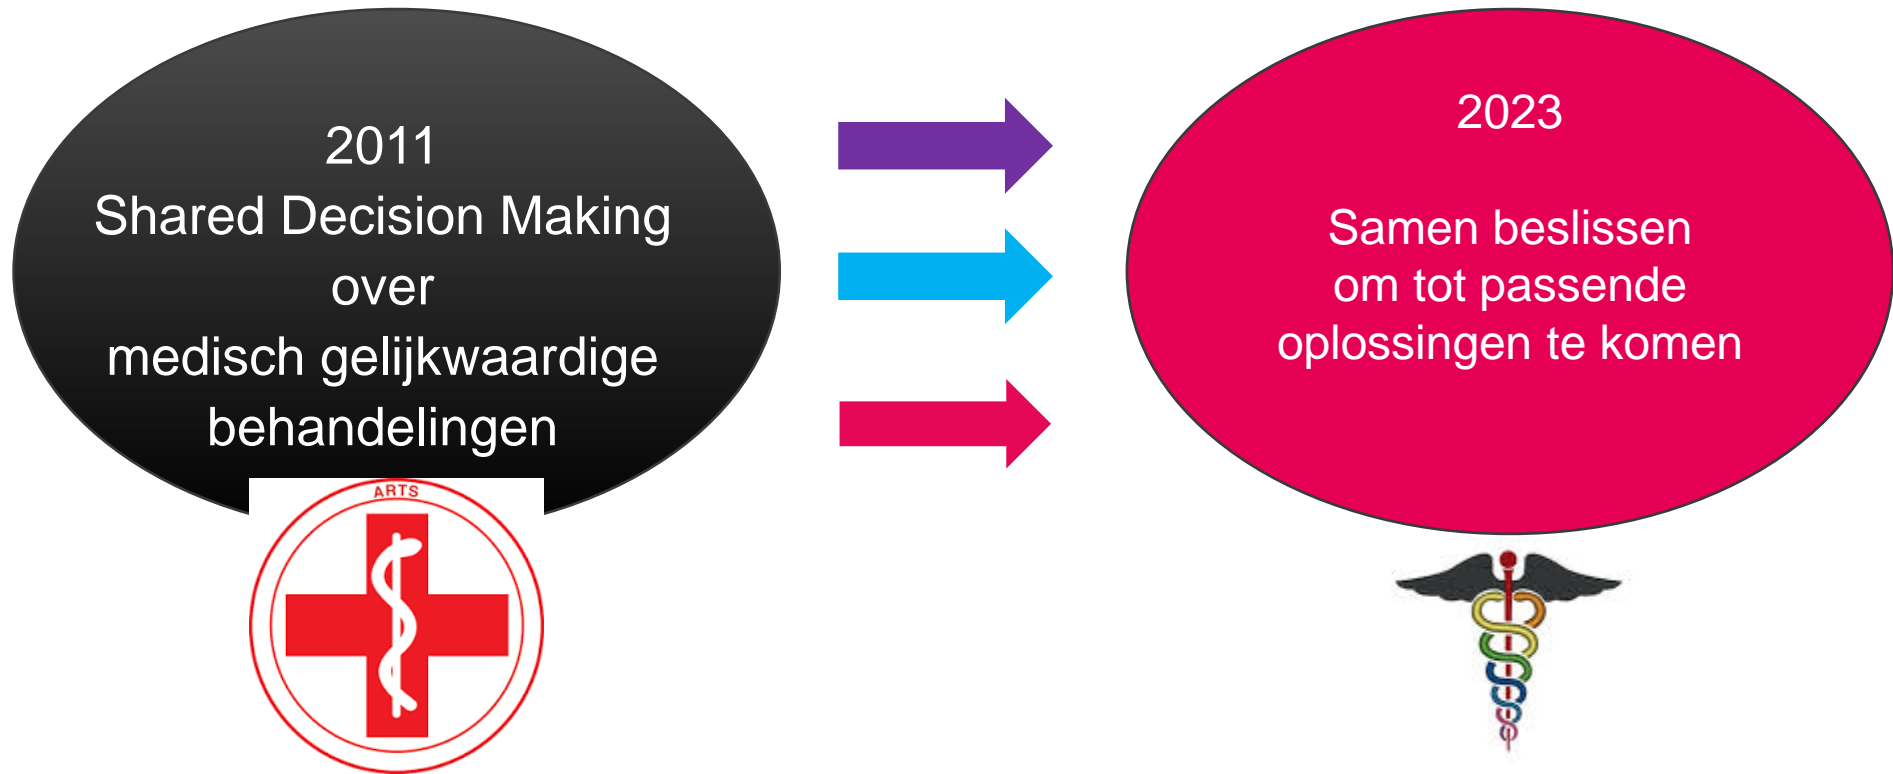 2011
Shared Decision Making
over
medisch gelijkwaardige
behandelingen
ARTS
2023
Samen beslissen
om tot passende
oplossingen te komen